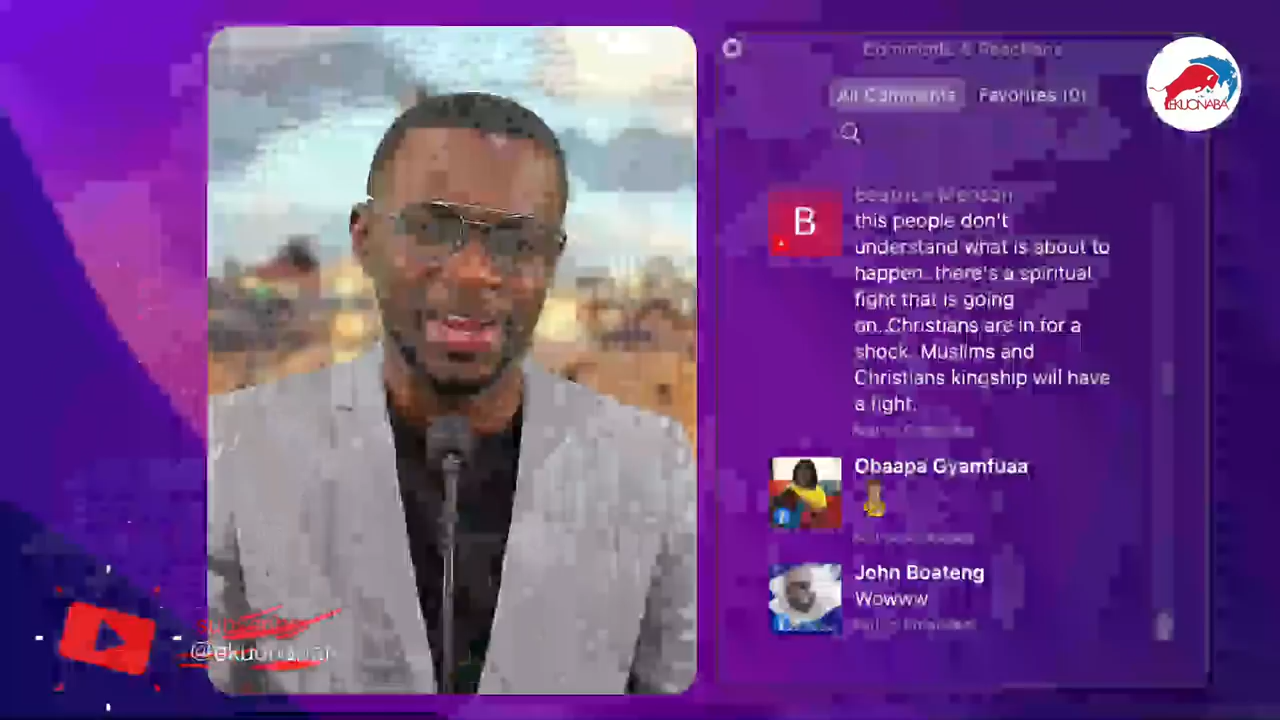 Comments & Reactions
All Comments Favorites (0)
EKUONABA
B
Beatrice Mensah
this people don't
understand what is about to
happen..there's a spiritual
fight that is going
on..Christians are in for a
shock. Muslims and
Christians kingship will have
a fight.
Obaapa Gyamfuaa
John Boateng
Wowww